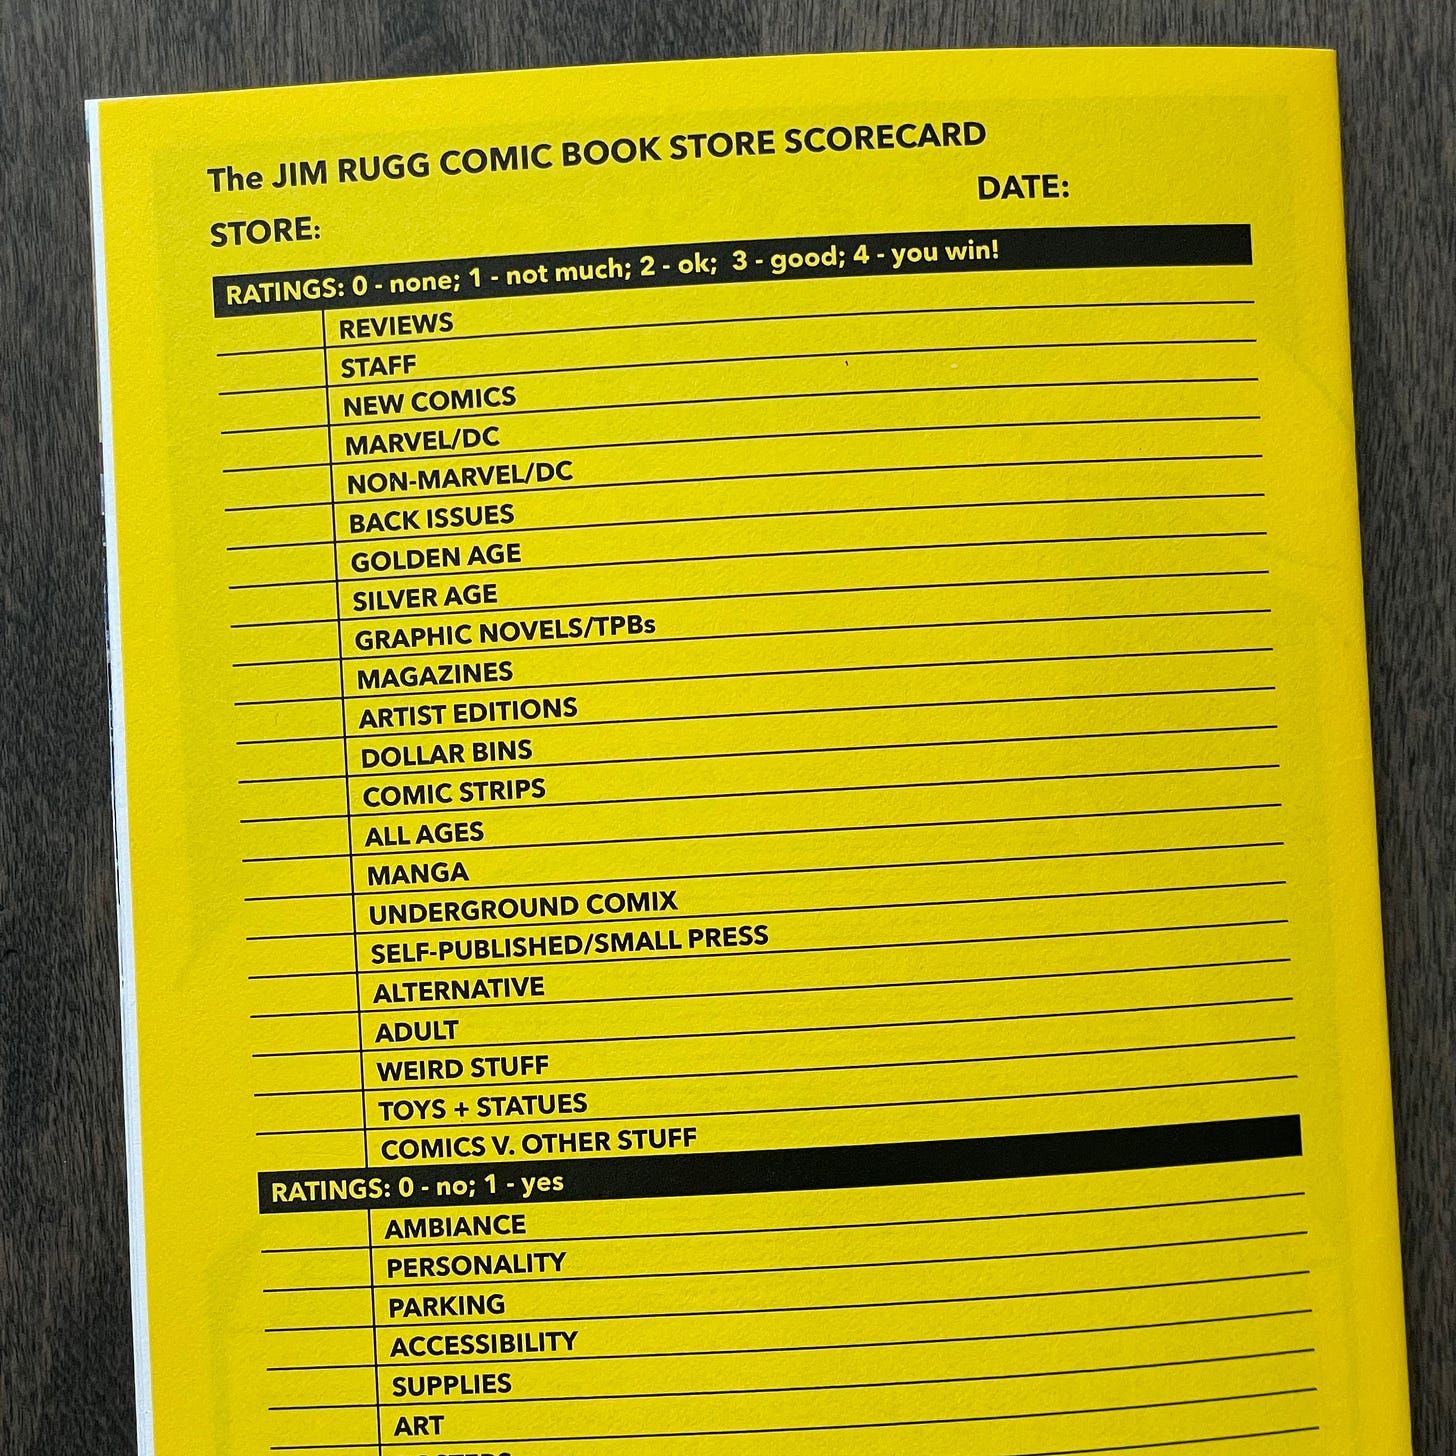 The JIM RUGG COMIC BOOK STORE SCORECARD
STORE: DATE:
RATINGS: 0 - none; 1 - not much; 2 - ok; 3 - good; 4 - you win!
REVIEWS
STAFF
NEW COMICS
MARVEL/DC
NON-MARVEL/DC
BACK ISSUES
GOLDEN AGE
SILVER AGE
GRAPHIC NOVELS/TPBs
MAGAZINES
ARTIST EDITIONS
DOLLAR BINS
COMIC STRIPS
ALL AGES
MANGA
UNDERGROUND COMIX
SELF-PUBLISHED/SMALL PRESS
ALTERNATIVE
ADULT
WEIRD STUFF
TOYS + STATUES
COMICS V. OTHER STUFF
RATINGS: 0 - no; 1 - yes
AMBIANCE
PERSONALITY
PARKING
ACCESSIBILITY
SUPPLIES
ART